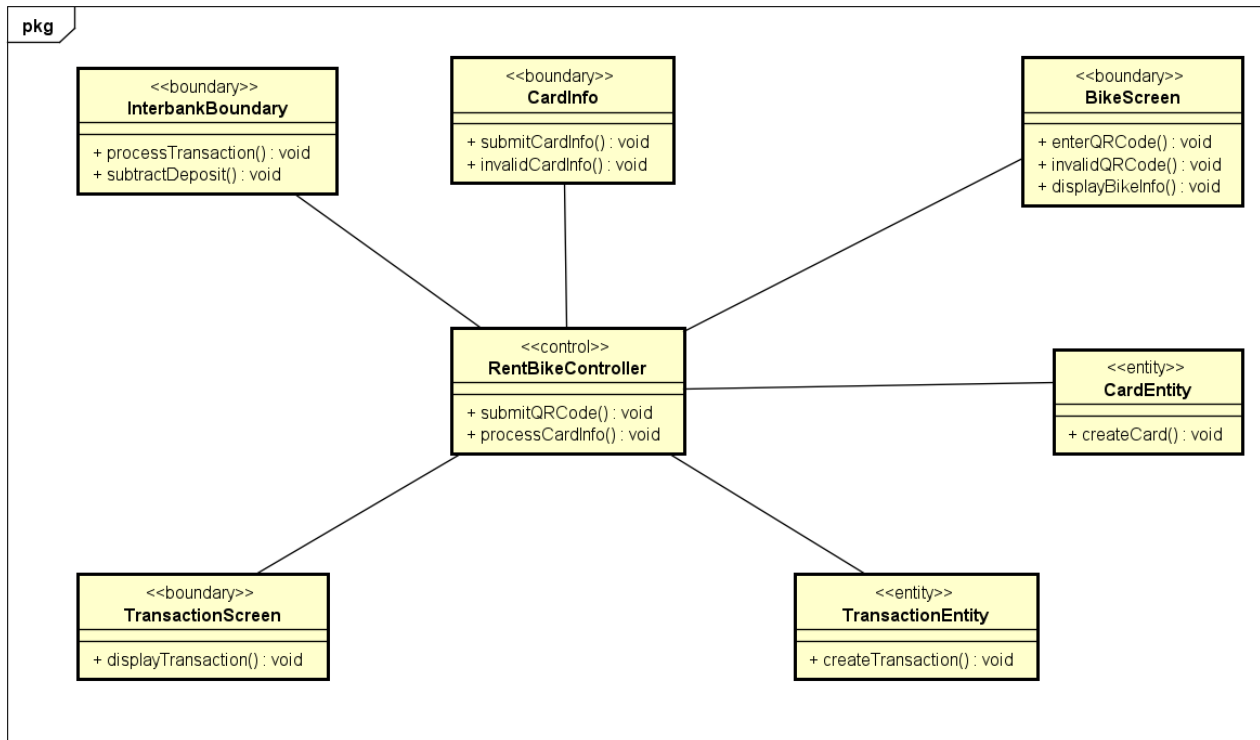 pkg
<<boundary>>
InterbankBoundary
+ processTransaction() : void
+ subtractDeposit() : void
<<boundary>>
CardInfo
+ submitCardInfo() : void
+ invalidCardInfo() : void
<<boundary>>
BikeScreen
+ enterQRCode() : void
+ invalidQRCode() : void
+ displayBikeInfo() : void
<<control>>
RentBikeController
+ submitQRCode() : void
+ processCardInfo() : void
<<entity>>
CardEntity
+ createCard() : void
<<boundary>>
TransactionScreen
+ displayTransaction() : void
<<entity>>
TransactionEntity
+ createTransaction() : void